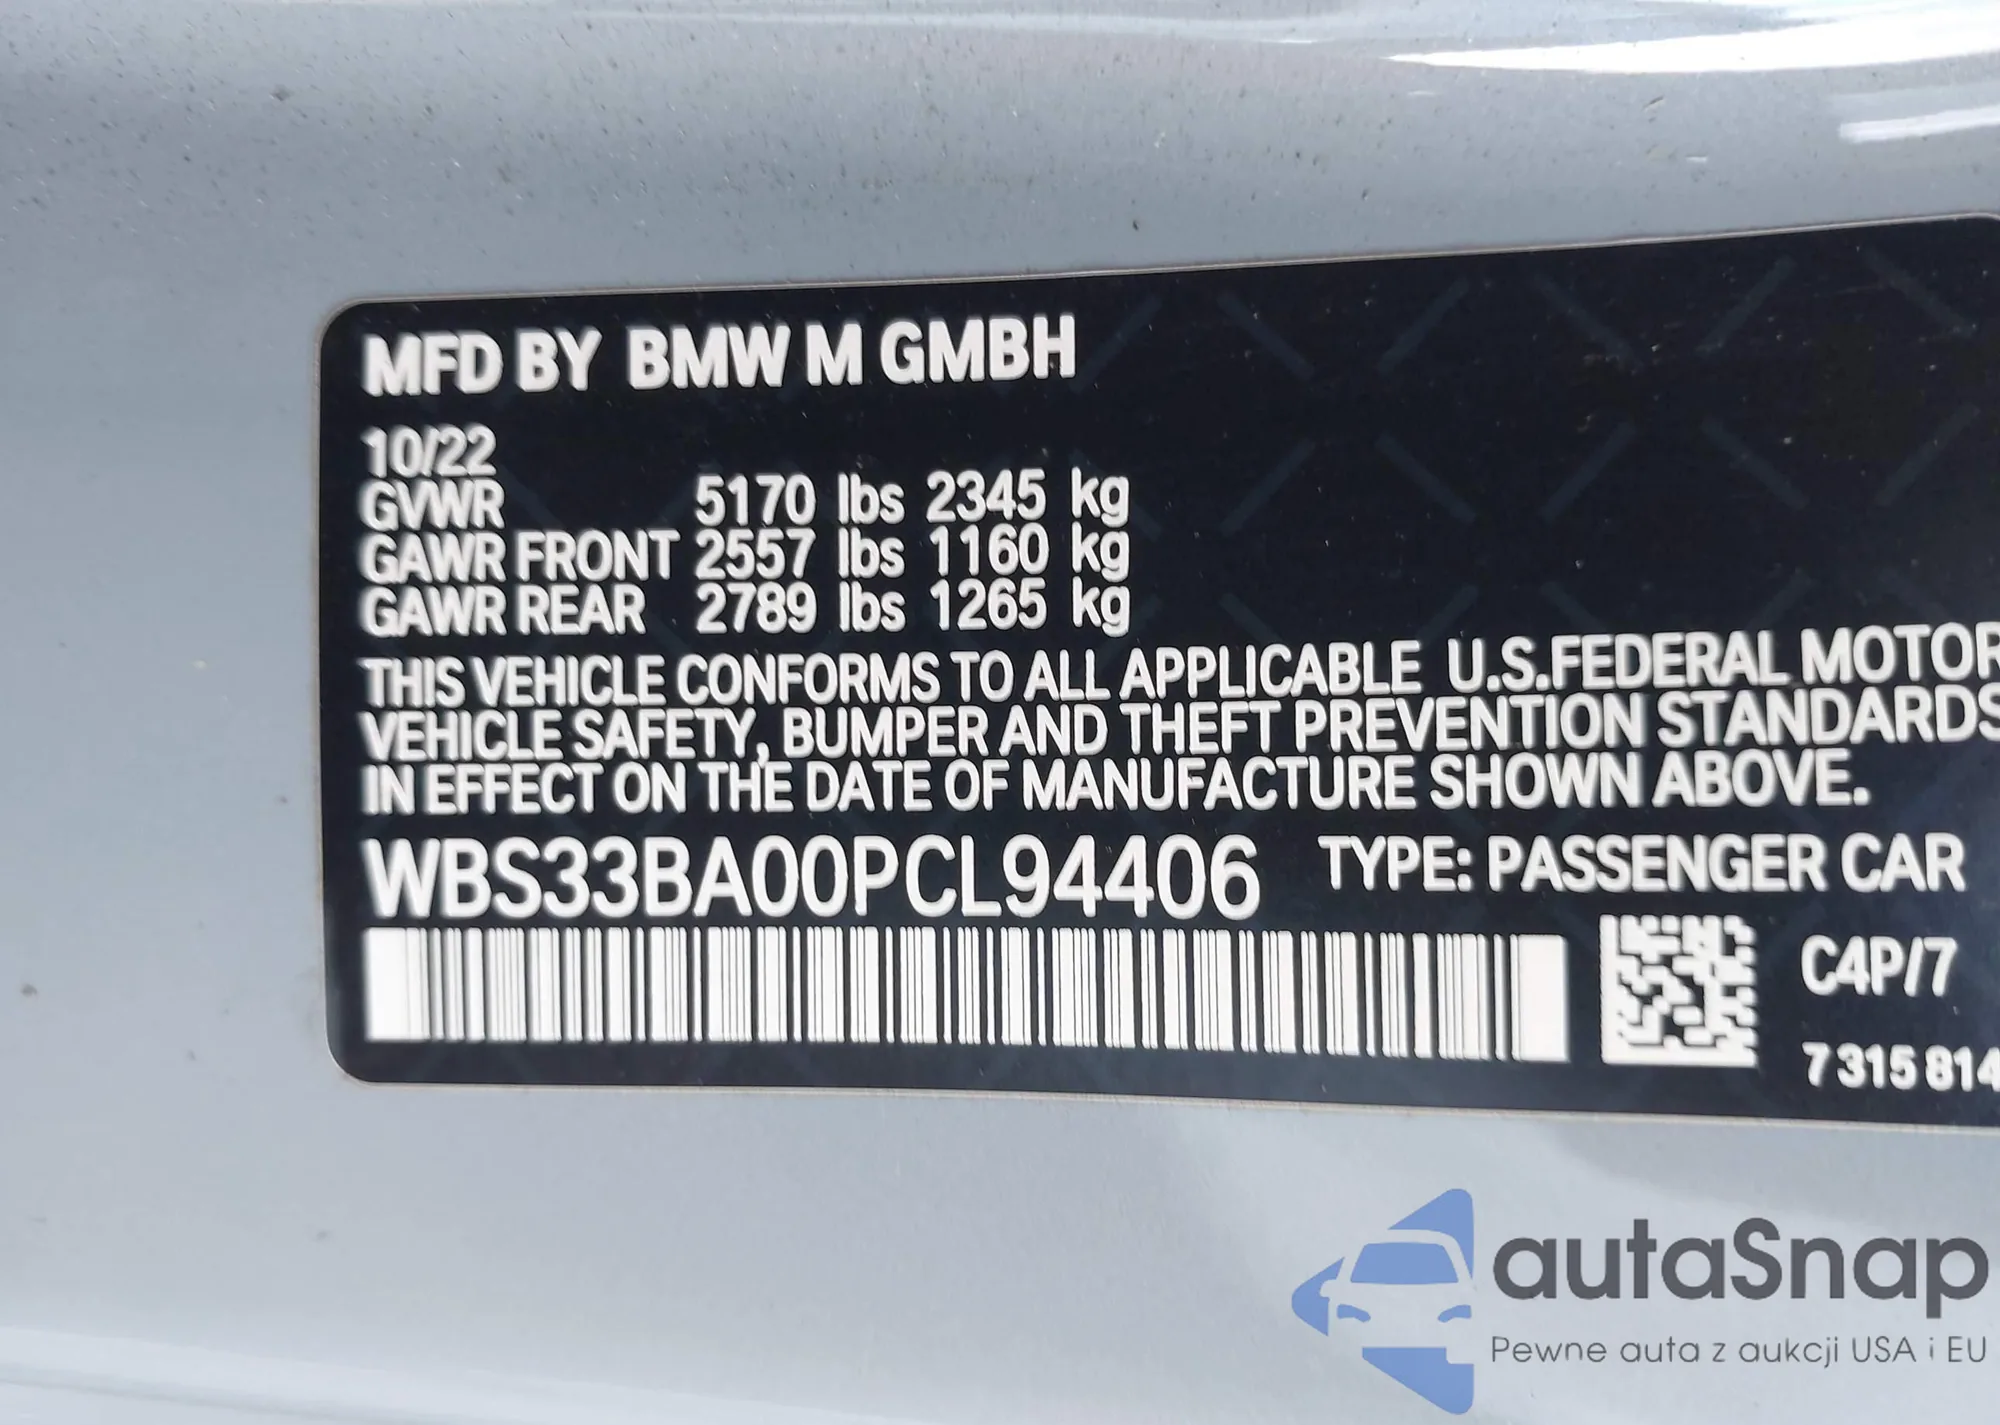 MFD BY BMW M GMBH
10/22
GVWR 5170 lbs 2345 kg
GAWR FRONT 2557 lbs 1160 kg
GAWR REAR 2789 lbs 1265 kg
THIS VEHICLE CONFORMS TO ALL APPLICABLE U.S.FEDERAL MOTOR
VEHICLE SAFETY, BUMPER AND THEFT PREVENTION STANDARDS
IN EFFECT ON THE DATE OF MANUFACTURE SHOWN ABOVE.
WBS33BA00PCL94406 TYPE: PASSENGER CAR
C4P/7
7 315 814
autaSnap
Pewne auta z aukcji USA i EU